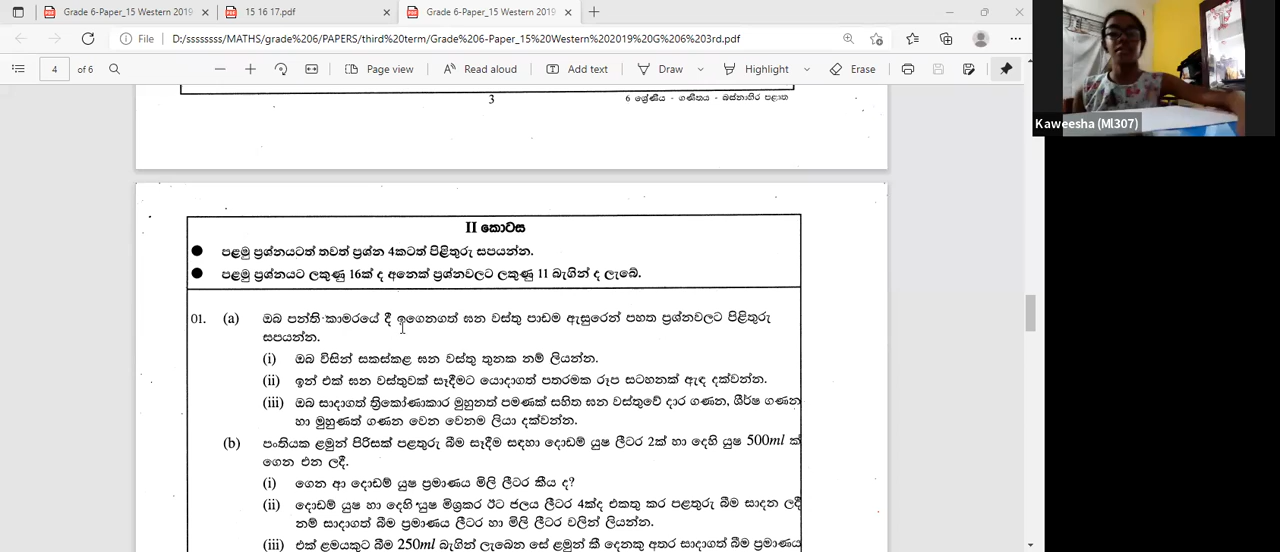 Grade 6-Paper_15 Western 2019
15 16 17.pdf
Grade 6-Paper_15 Western 2019
File
D:/ssssssss/MATHS/grade%206/PAPERS/third%20term/Grade%206-Paper_15%20Western%202019%20G%206%203rd.pdf
4 of 6
Page view
Read aloud
Add text
Draw
Highlight
Erase
Kaweesha (Ml307)
3
6 ශ්‍රේණිය - ගණිතය - බස්නාහිර පළාත
II කොටස
● පළමු ප්‍රශ්නයටත් තවත් ප්‍රශ්න 4කටත් පිළිතුරු සපයන්න.
● පළමු ප්‍රශ්නයට ලකුණු 16ක් ද අනෙක් ප්‍රශ්නවලට ලකුණු 11 බැගින් ද ලැබේ.
01. (a) ඔබ පන්ති කාමරයේ දී ඉගෙනගත් ඝන වස්තු පාඩම ඇසුරෙන් පහත ප්‍රශ්නවලට පිළිතුරු
සපයන්න.
(i) ඔබ විසින් සකස්කළ ඝන වස්තු තුනක නම් ලියන්න.
(ii) ඉන් එක් ඝන වස්තුවක් සෑදීමට යොදාගත් පතරමක රූප සටහනක් ඇඳ දක්වන්න.
(iii) ඔබ සාදාගත් ත්‍රිකෝණාකාර මුහුනත් පමණක් සහිත ඝන වස්තුවේ දාර ගණන, ශීර්ෂ ගණන
හා මුහුණත් ගණන වෙන වෙනම ලියා දක්වන්න.
(b) පංතියක ළමුන් පිරිසක් පළතුරු බීම සෑදීම සඳහා දොඩම් යුෂ ලීටර 2ක් හා දෙහි යුෂ 500ml ක්
ගෙන එන ලදී.
(i) ගෙන ආ දොඩම් යුෂ ප්‍රමාණය මිලි ලීටර කීය ද?
(ii) දොඩම් යුෂ හා දෙහි යුෂ මිශ්‍රකර ඊට ජලය ලීටර 4ක්ද එකතු කර පළතුරු බීම සාදන ලදී
නම් සාදාගත් බීම ප්‍රමාණය ලීටර හා මිලි ලීටර වලින් ලියන්න.
(iii) එක් ළමයකුට බීම 250ml බැගින් ලැබෙන සේ ළමුන් කී දෙනකු අතර සාදාගත් බීම ප්‍රමාණය